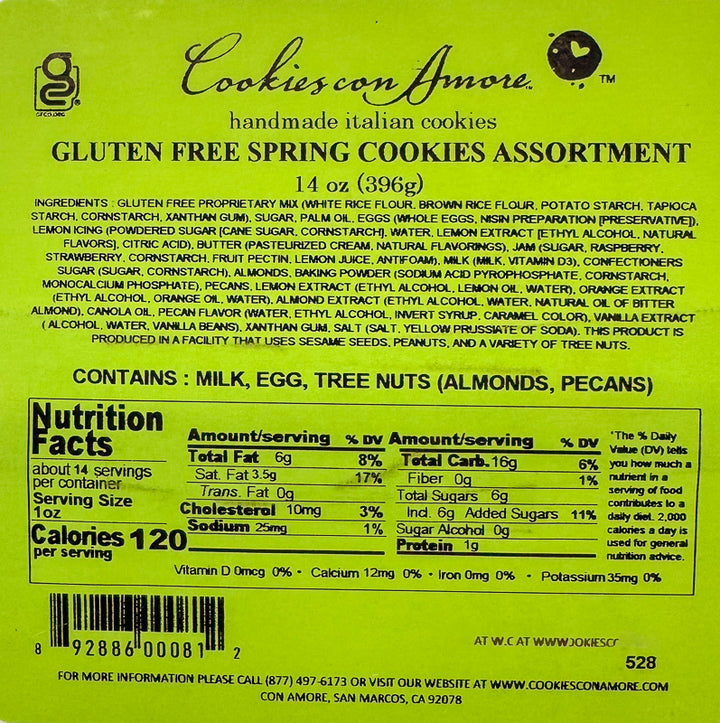 Cookies con Amore ™
GFCO.ORG
handmade italian cookies
GLUTEN FREE SPRING COOKIES ASSORTMENT
14 oz (396g)
INGREDIENTS : GLUTEN FREE PROPRIETARY MIX (WHITE RICE FLOUR, BROWN RICE FLOUR, POTATO STARCH, TAPIOCA
STARCH, CORNSTARCH, XANTHAN GUM), SUGAR, PALM OIL, EGGS (WHOLE EGGS, NISIN PREPARATION [PRESERVATIVE]),
LEMON ICING (POWDERED SUGAR [CANE SUGAR, CORNSTARCH], WATER, LEMON EXTRACT [ETHYL ALCOHOL, NATURAL
FLAVORS], CITRIC ACID), BUTTER (PASTEURIZED CREAM, NATURAL FLAVORINGS), JAM (SUGAR, RASPBERRY,
STRAWBERRY, CORNSTARCH, FRUIT PECTIN, LEMON JUICE, ANTIFOAM), MILK (MILK, VITAMIN D3), CONFECTIONERS
SUGAR (SUGAR, CORNSTARCH), ALMONDS, BAKING POWDER (SODIUM ACID PYROPHOSPHATE, CORNSTARCH,
MONOCALCIUM PHOSPHATE), PECANS, LEMON EXTRACT (ETHYL ALCOHOL, LEMON OIL, WATER), ORANGE EXTRACT
(ETHYL ALCOHOL, ORANGE OIL, WATER), ALMOND EXTRACT (ETHYL ALCOHOL, WATER, NATURAL OIL OF BITTER
ALMOND), CANOLA OIL, PECAN FLAVOR (WATER, ETHYL ALCOHOL, INVERT SYRUP, CARAMEL COLOR), VANILLA EXTRACT
( ALCOHOL, WATER, VANILLA BEANS), XANTHAN GUM, SALT (SALT, YELLOW PRUSSIATE OF SODA). THIS PRODUCT IS
PRODUCED IN A FACILITY THAT USES SESAME SEEDS, PEANUTS, AND A VARIETY OF TREE NUTS.
CONTAINS : MILK, EGG, TREE NUTS (ALMONDS, PECANS)
Nutrition
Facts
about 14 servings
per container
Serving Size
1oz
Calories 120
per serving
Amount/serving % DV
Total Fat 6g 8%
Sat. Fat 3.5g 17%
Trans. Fat 0g
Cholesterol 10mg 3%
Sodium 25mg 1%
Amount/serving % DV
Total Carb. 16g 6%
Fiber 0g 1%
Total Sugars 6g
Incl. 6g Added Sugars 11%
Sugar Alcohol 0g
Protein 1g
*The % Daily
Value (DV) tells
you how much a
nutrient in a
serving of food
contributes to a
daily diet. 2,000
calories a day is
used for general
nutrition advice.
Vitamin D 0mcg 0% • Calcium 12mg 0% • Iron 0mg 0% • Potassium 35mg 0%
8 92886 00081 2
AT W.C AT WWW
528
FOR MORE INFORMATION PLEASE CALL (877) 497-6173 OR VISIT OUR WEBSITE AT WWW.COOKIESCONAMORE.COM
CON AMORE, SAN MARCOS, CA 92078